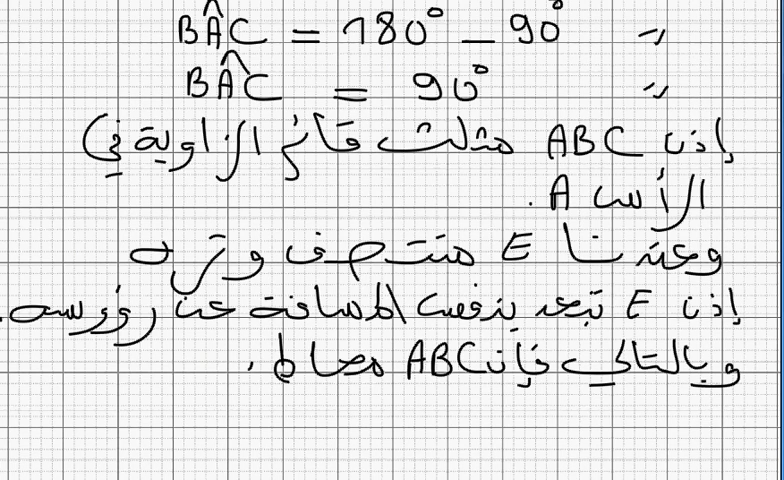 BÂC = 180° - 90° "
BÂC = 90° "
إذن ABC مثلث قائم الزاوية في
الرأس A.
وعندنا E منتصف وتره
إذن E تبعد بنفس المسافة عن رؤوسه.
وبالتالي فإن ABC محاط.